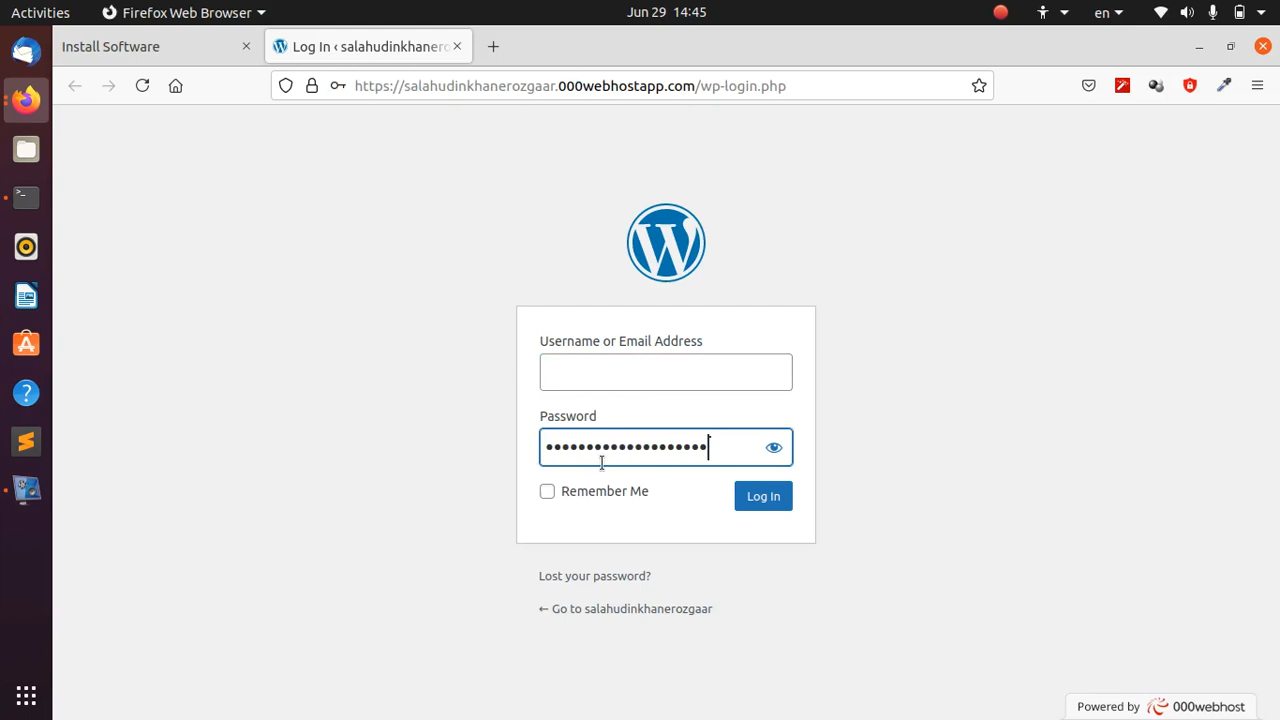 Activities
Firefox Web Browser
Jun 29 14:45
en
Install Software
Log In ‹ salahudinkhanero
https://salahudinkhanerozgaar.000webhostapp.com/wp-login.php
Username or Email Address
Password
Remember Me
Log In
Lost your password?
← Go to salahudinkhanerozgaar
Powered by 000webhost